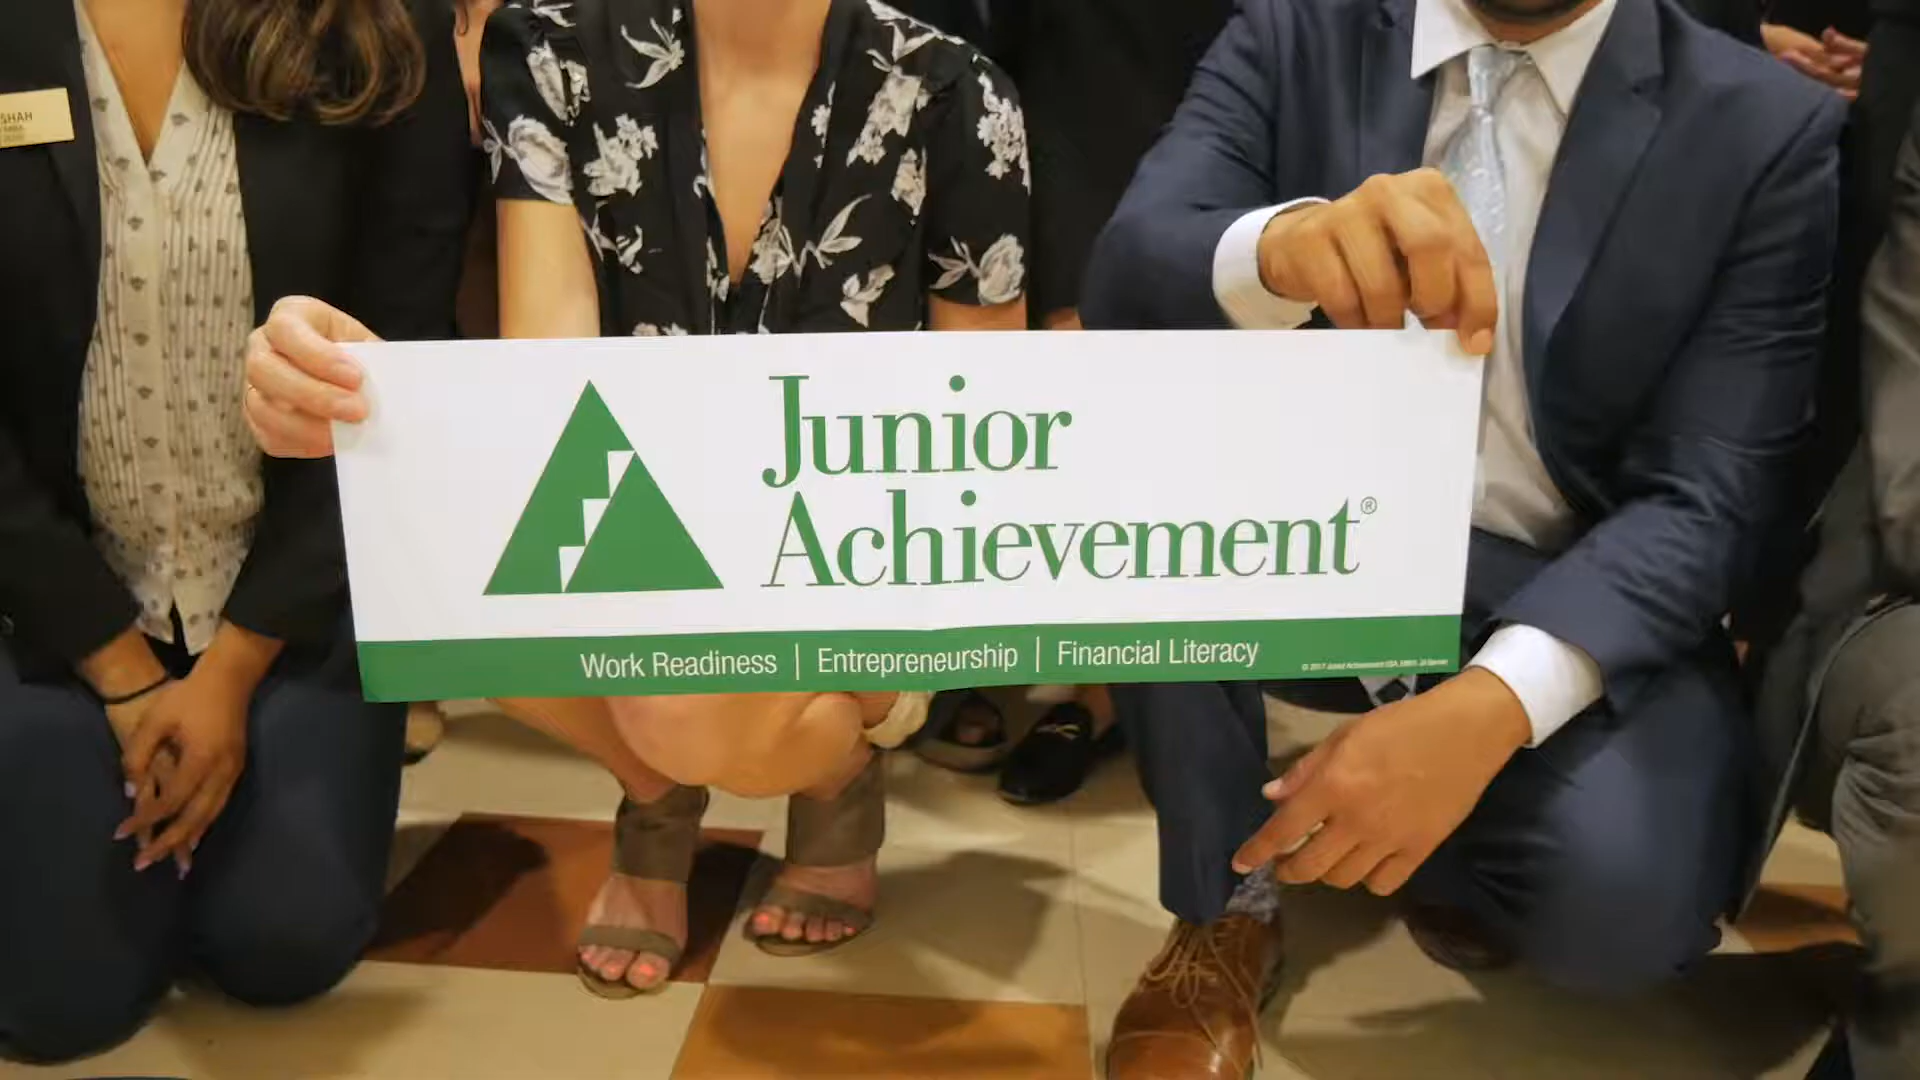 SHAH
Junior
Achievement®
Work Readiness | Entrepreneurship | Financial Literacy